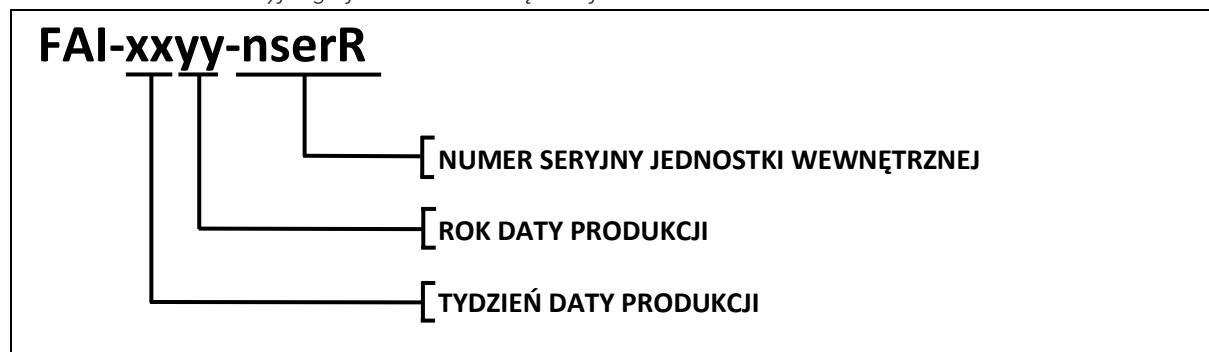 FAI-xxyy-nserR
NUMER SERYJNY JEDNOSTKI WEWNĘTRZNEJ
ROK DATY PRODUKCJI
TYDZIEŃ DATY PRODUKCJI